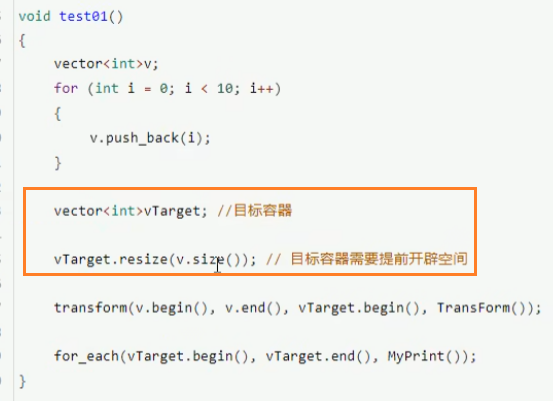 void test01()
{
vector<int>v;
for (int i = 0; i < 10; i++)
{
v.push_back(i);
}
vector<int>vTarget; //目标容器
vTarget.resize(v.size()); // 目标容器需要提前开辟空间
transform(v.begin(), v.end(), vTarget.begin(), TransForm());
for_each(vTarget.begin(), vTarget.end(), MyPrint());
}